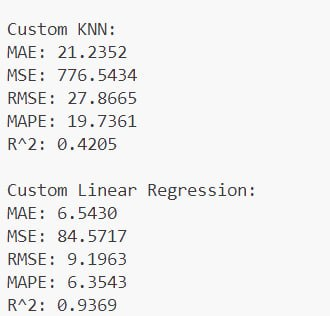 Custom KNN:
MAE: 21.2352
MSE: 776.5434
RMSE: 27.8665
MAPE: 19.7361
R^2: 0.4205
Custom Linear Regression:
MAE: 6.5430
MSE: 84.5717
RMSE: 9.1963
MAPE: 6.3543
R^2: 0.9369